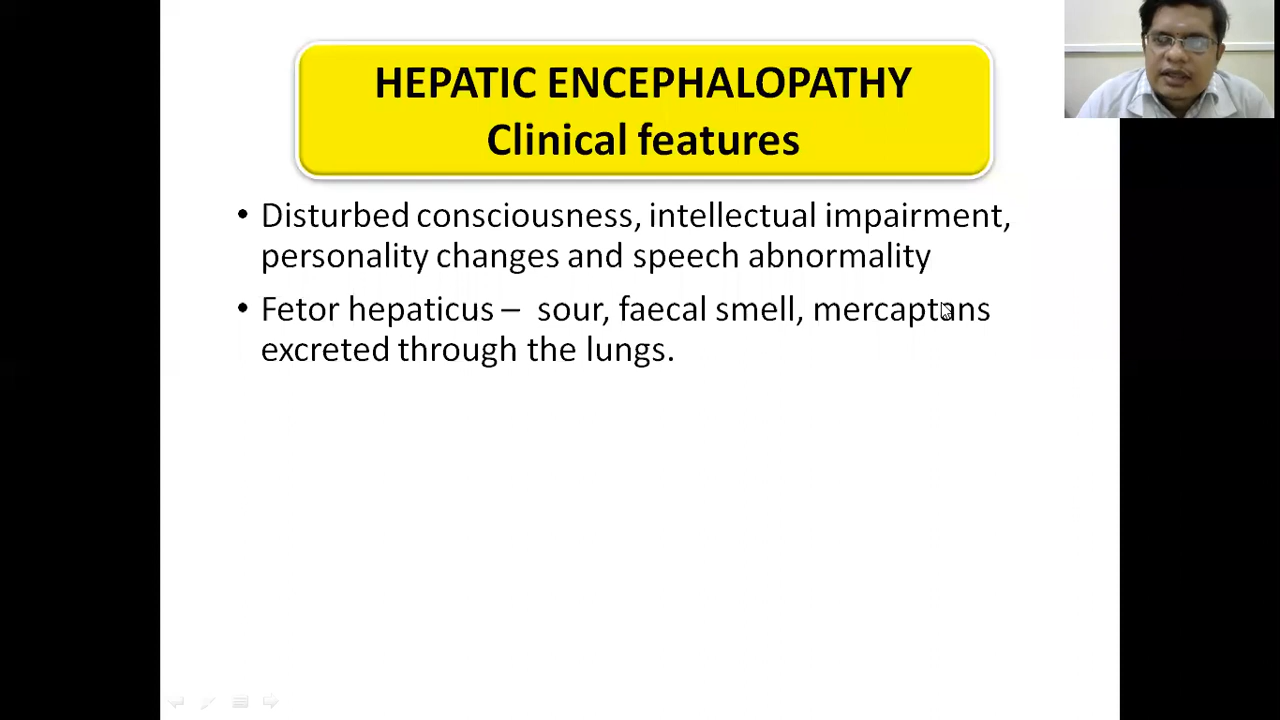 HEPATIC ENCEPHALOPATHY
Clinical features
• Disturbed consciousness, intellectual impairment,
personality changes and speech abnormality
• Fetor hepaticus – sour, faecal smell, mercaptans
excreted through the lungs.